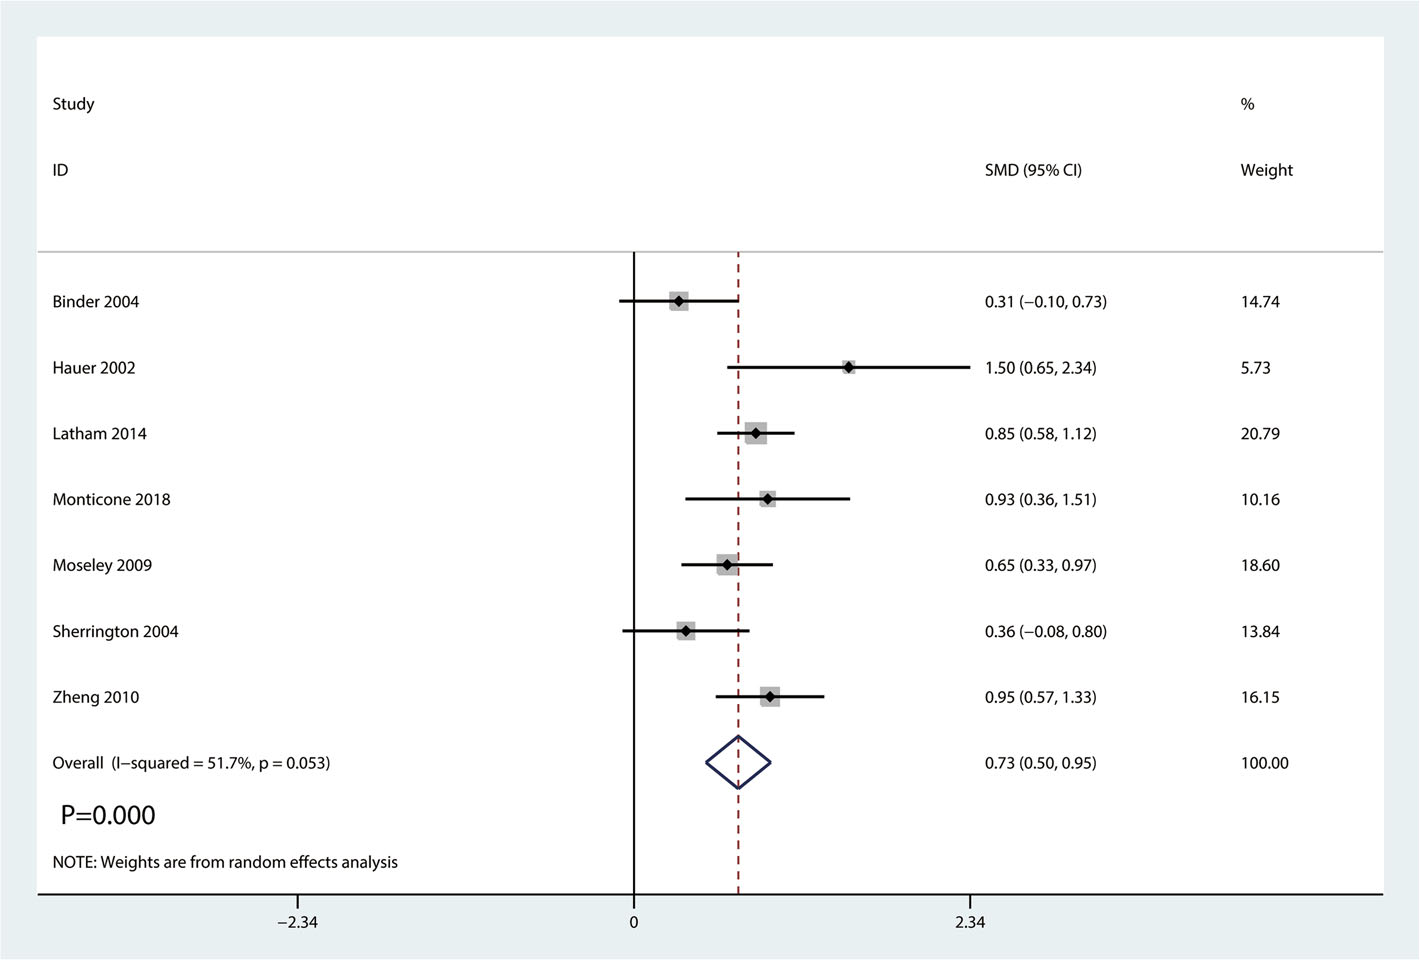 Study %
ID SMD (95% CI) Weight
Binder 2004 0.31 (−0.10, 0.73) 14.74
Hauer 2002 1.50 (0.65, 2.34) 5.73
Latham 2014 0.85 (0.58, 1.12) 20.79
Monticone 2018 0.93 (0.36, 1.51) 10.16
Moseley 2009 0.65 (0.33, 0.97) 18.60
Sherrington 2004 0.36 (−0.08, 0.80) 13.84
Zheng 2010 0.95 (0.57, 1.33) 16.15
Overall (I−squared = 51.7%, p = 0.053) 0.73 (0.50, 0.95) 100.00
P=0.000
NOTE: Weights are from random effects analysis
−2.34 0 2.34